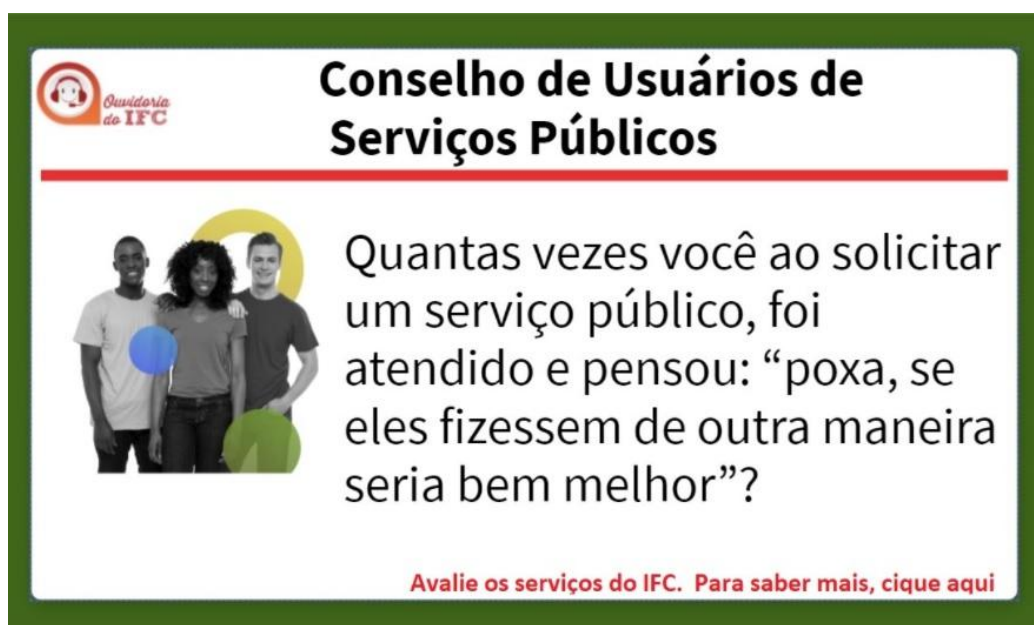 Ouvidoria
do IFC
Conselho de Usuários de
Serviços Públicos
Quantas vezes você ao solicitar
um serviço público, foi
atendido e pensou: “poxa, se
eles fizessem de outra maneira
seria bem melhor”?
Avalie os serviços do IFC. Para saber mais, cique aqui